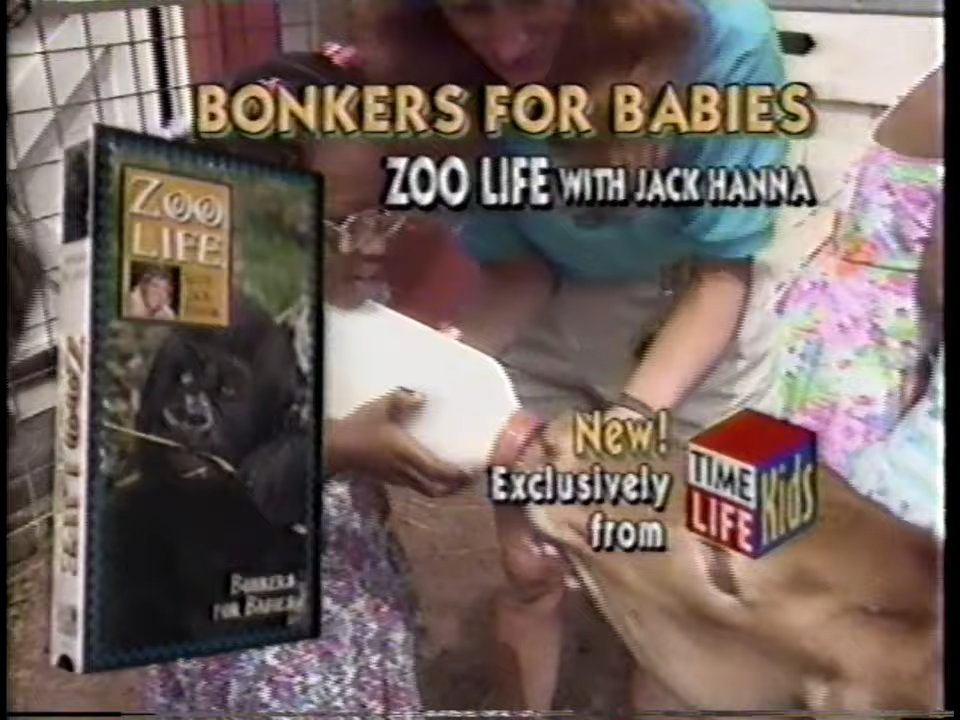 BONKERS FOR BABIES
ZOO LIFE WITH JACK HANNA
ZOO
LIFE
ZOO LIFE
BONKERS
FOR BABIES
New!
Exclusively
from
TIME
LIFE
Kids